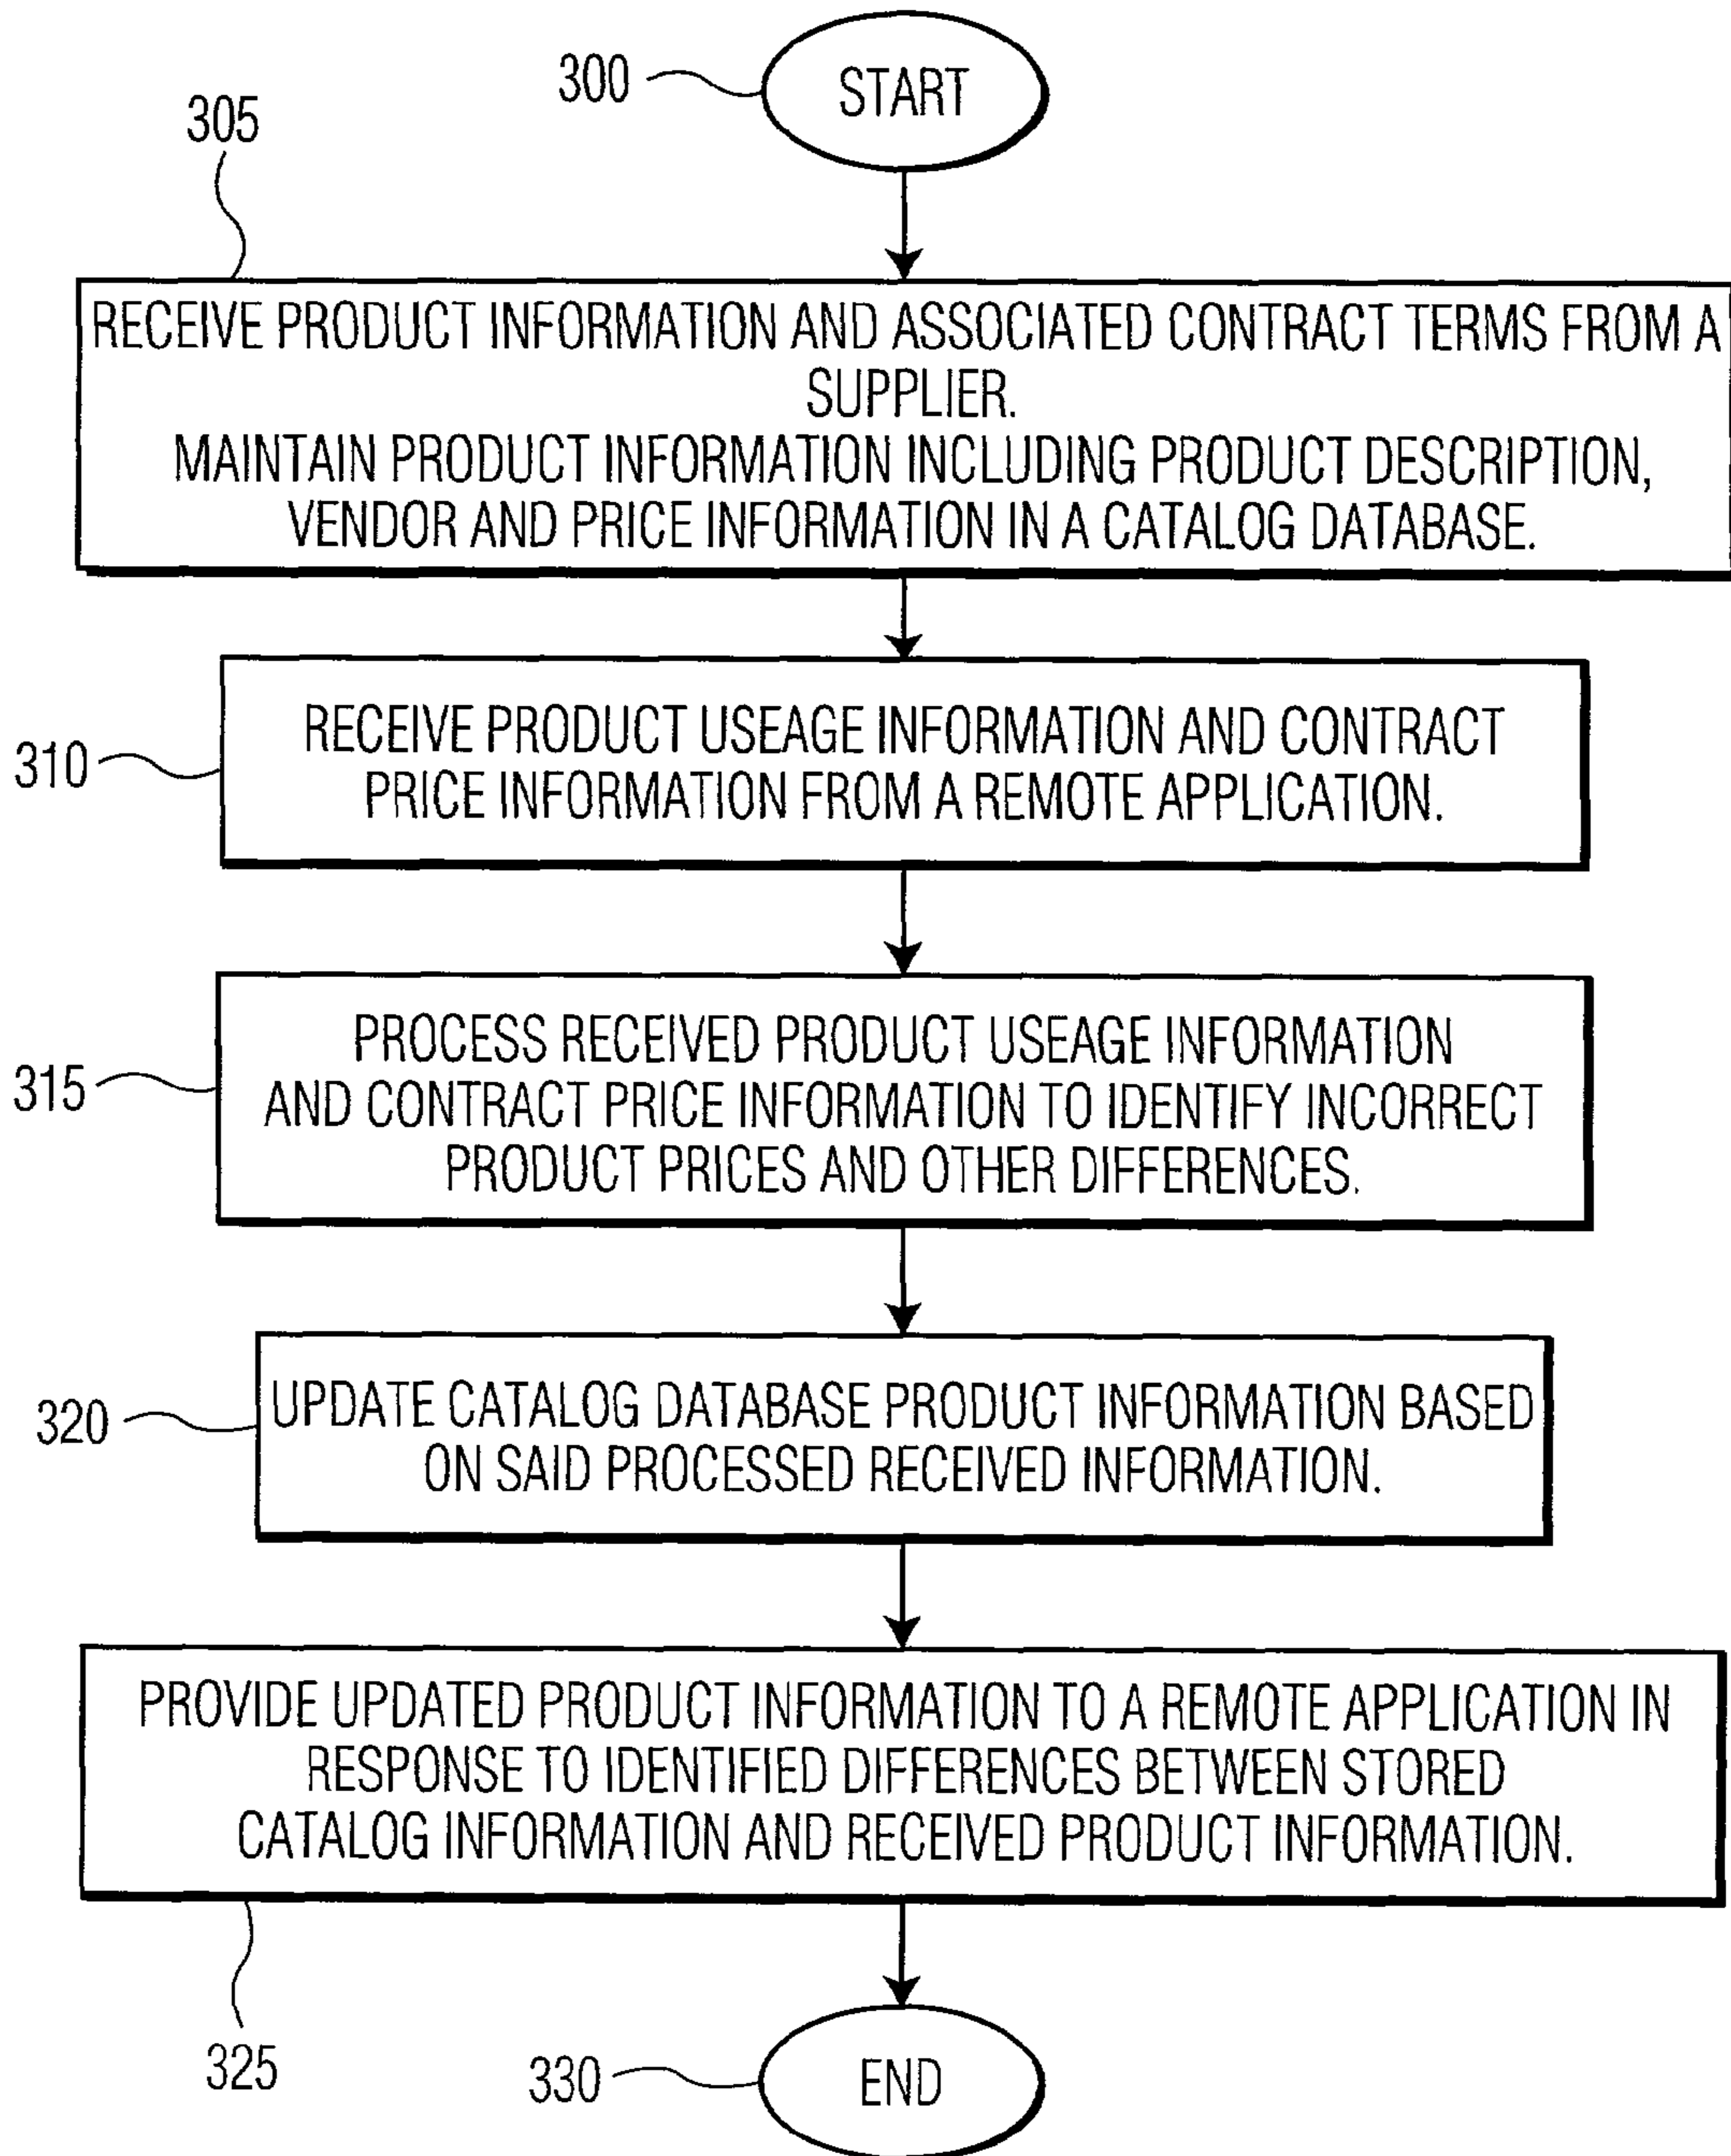 300
START
305
RECEIVE PRODUCT INFORMATION AND ASSOCIATED CONTRACT TERMS FROM A
SUPPLIER.
MAINTAIN PRODUCT INFORMATION INCLUDING PRODUCT DESCRIPTION,
VENDOR AND PRICE INFORMATION IN A CATALOG DATABASE.
310
RECEIVE PRODUCT USEAGE INFORMATION AND CONTRACT
PRICE INFORMATION FROM A REMOTE APPLICATION.
315
PROCESS RECEIVED PRODUCT USEAGE INFORMATION
AND CONTRACT PRICE INFORMATION TO IDENTIFY INCORRECT
PRODUCT PRICES AND OTHER DIFFERENCES.
320
UPDATE CATALOG DATABASE PRODUCT INFORMATION BASED
ON SAID PROCESSED RECEIVED INFORMATION.
PROVIDE UPDATED PRODUCT INFORMATION TO A REMOTE APPLICATION IN
RESPONSE TO IDENTIFIED DIFFERENCES BETWEEN STORED
CATALOG INFORMATION AND RECEIVED PRODUCT INFORMATION.
325
330
END